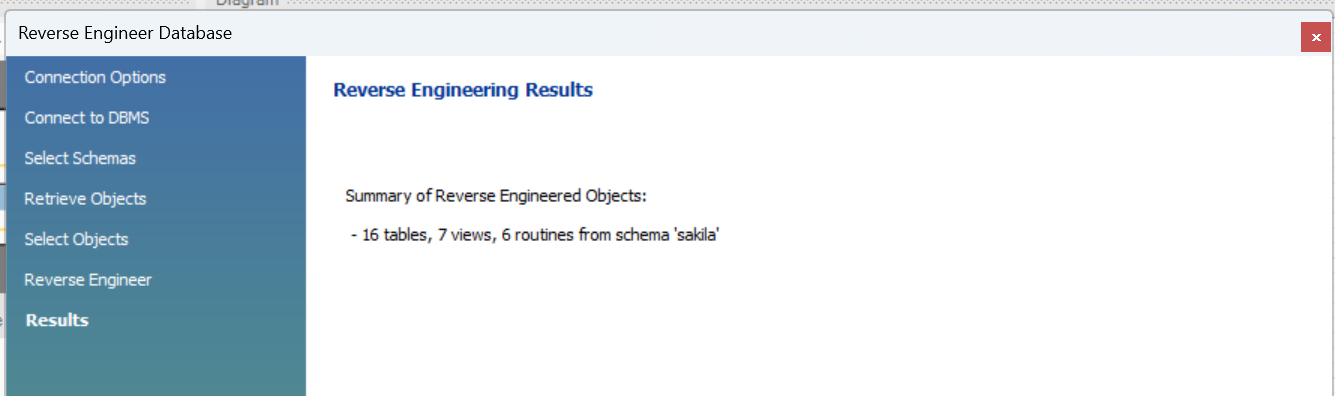 Diagram
Reverse Engineer Database
x
Connection Options
Connect to DBMS
Select Schemas
Retrieve Objects
Select Objects
Reverse Engineer
Results
Reverse Engineering Results
Summary of Reverse Engineered Objects:
- 16 tables, 7 views, 6 routines from schema 'sakila'